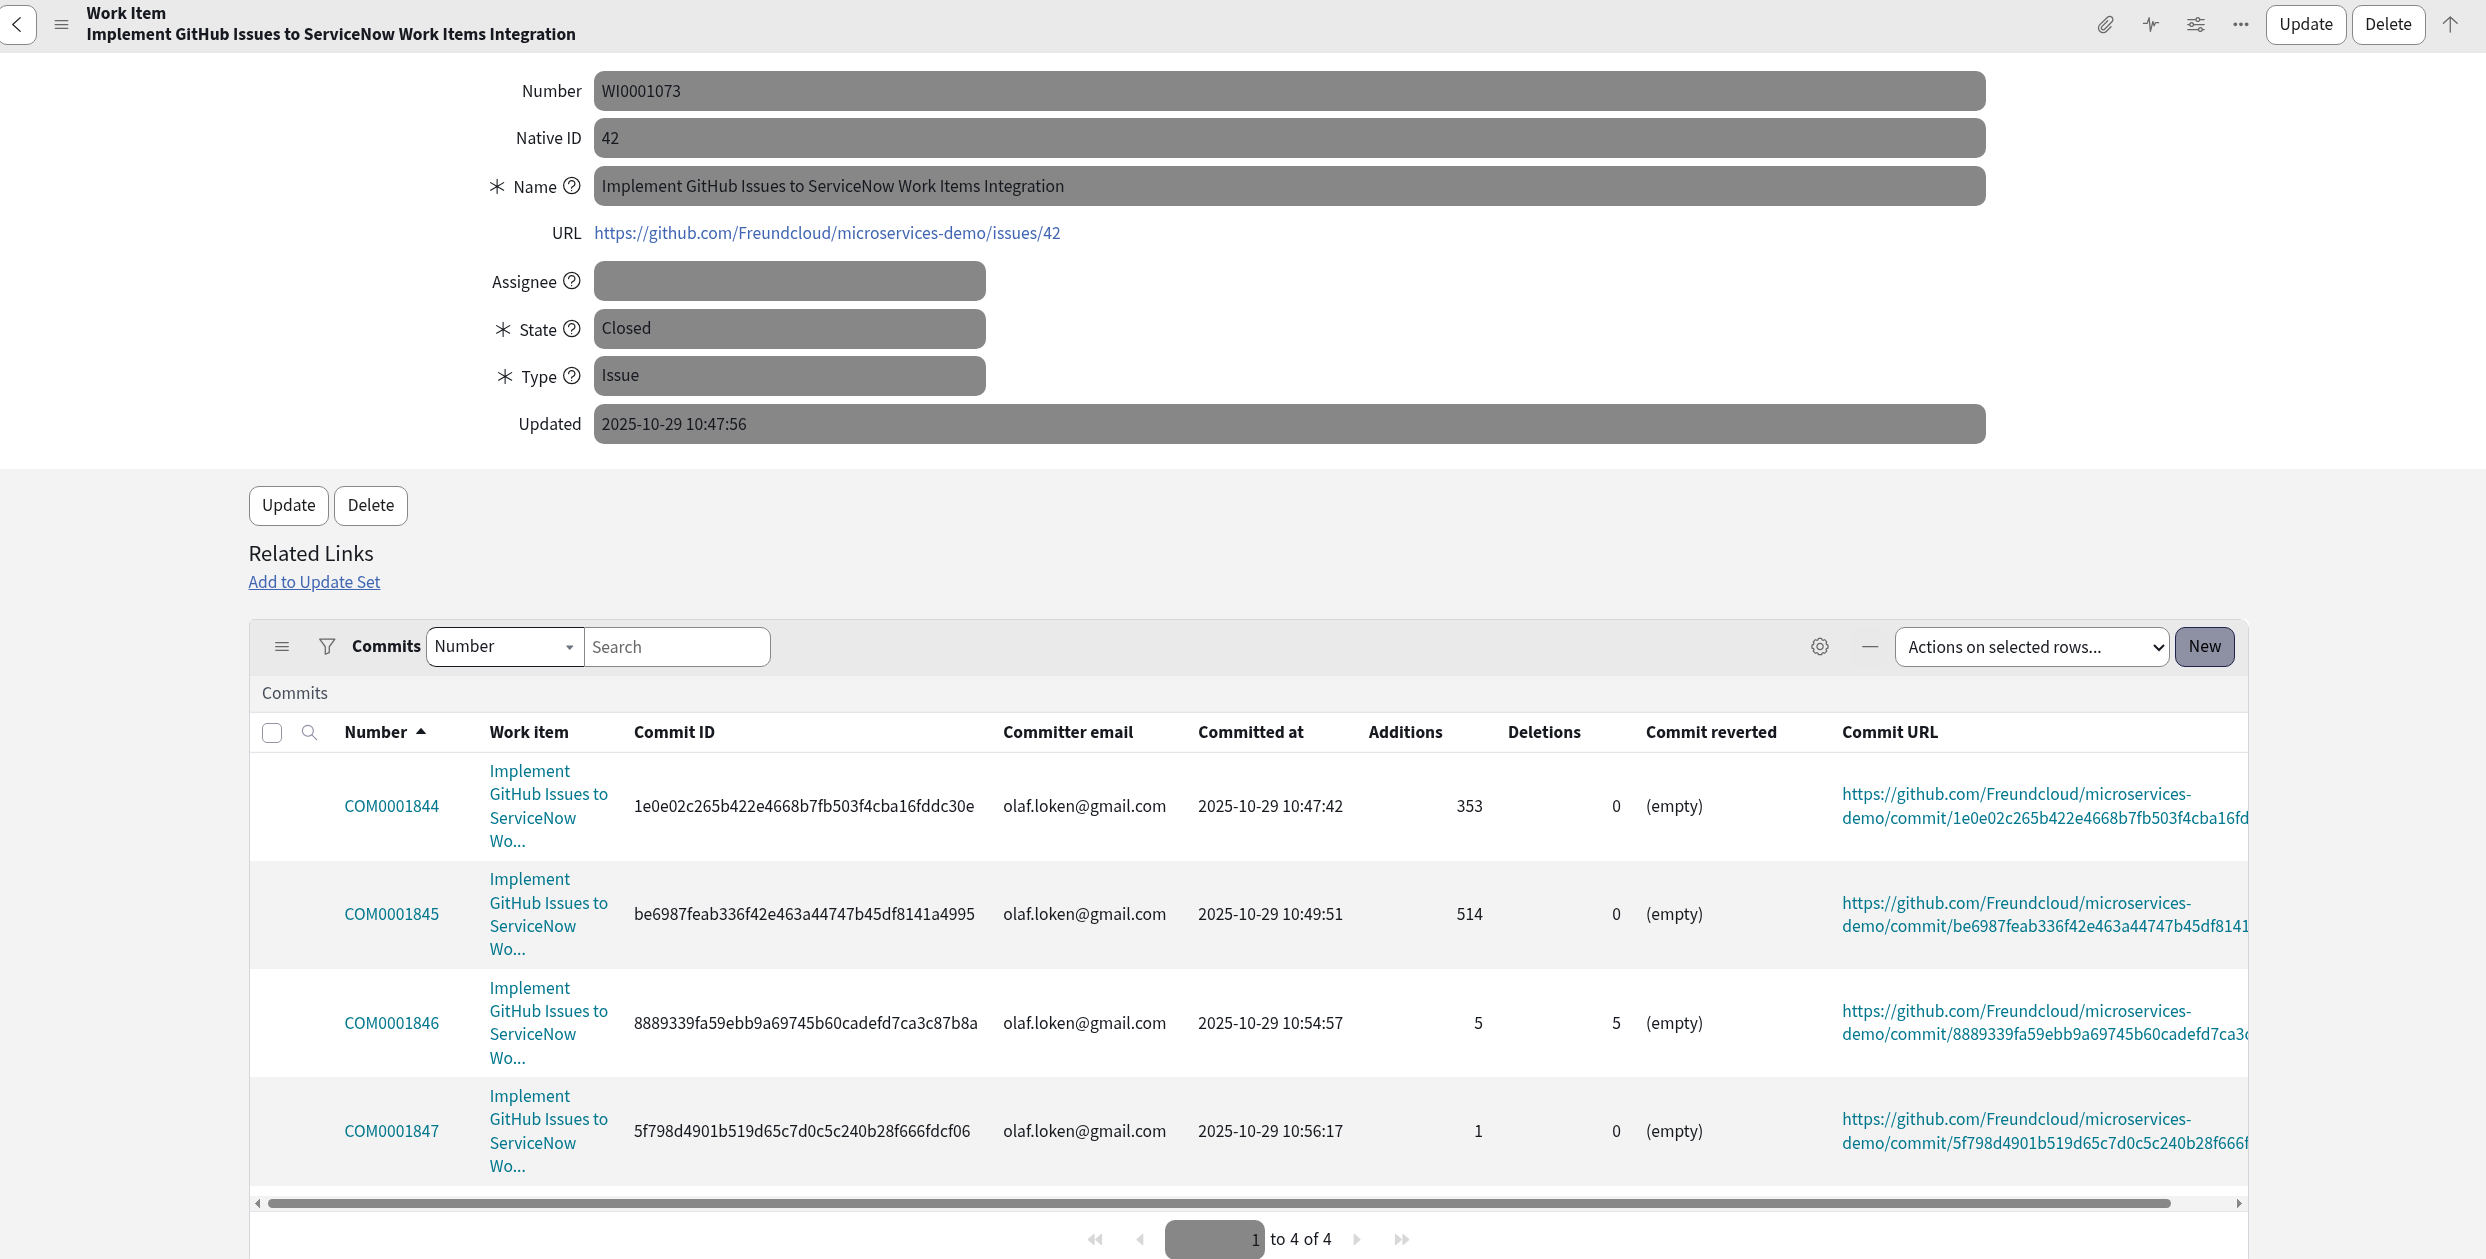 Work Item
Implement GitHub Issues to ServiceNow Work Items Integration
Update
Delete
Number
WI0001073
Native ID
42
Name
Implement GitHub Issues to ServiceNow Work Items Integration
URL
https://github.com/Freundcloud/microservices-demo/issues/42
Assignee
State
Closed
Type
Issue
Updated
2025-10-29 10:47:56
Update
Delete
Related Links
Add to Update Set
Commits
Number
Search
Actions on selected rows...
New
Commits
Number Work item Commit ID Committer email Committed at Additions Deletions Commit reverted Commit URL
COM0001844
Implement
GitHub Issues to
ServiceNow
Wo...
1e0e02c265b422e4668b7fb503f4cba16fddc30e
olaf.loken@gmail.com
2025-10-29 10:47:42
353
0
(empty)
https://github.com/Freundcloud/microservices-
demo/commit/1e0e02c265b422e4668b7fb503f4cba16fd
COM0001845
Implement
GitHub Issues to
ServiceNow
Wo...
be6987feab336f42e463a44747b45df8141a4995
olaf.loken@gmail.com
2025-10-29 10:49:51
514
0
(empty)
https://github.com/Freundcloud/microservices-
demo/commit/be6987feab336f42e463a44747b45df8141
COM0001846
Implement
GitHub Issues to
ServiceNow
Wo...
8889339fa59ebb9a69745b60cadefd7ca3c87b8a
olaf.loken@gmail.com
2025-10-29 10:54:57
5
5
(empty)
https://github.com/Freundcloud/microservices-
demo/commit/8889339fa59ebb9a69745b60cadefd7ca3c
COM0001847
Implement
GitHub Issues to
ServiceNow
Wo...
5f798d4901b519d65c7d0c5c240b28f666fdcf06
olaf.loken@gmail.com
2025-10-29 10:56:17
1
0
(empty)
https://github.com/Freundcloud/microservices-
demo/commit/5f798d4901b519d65c7d0c5c240b28f666f
1 to 4 of 4